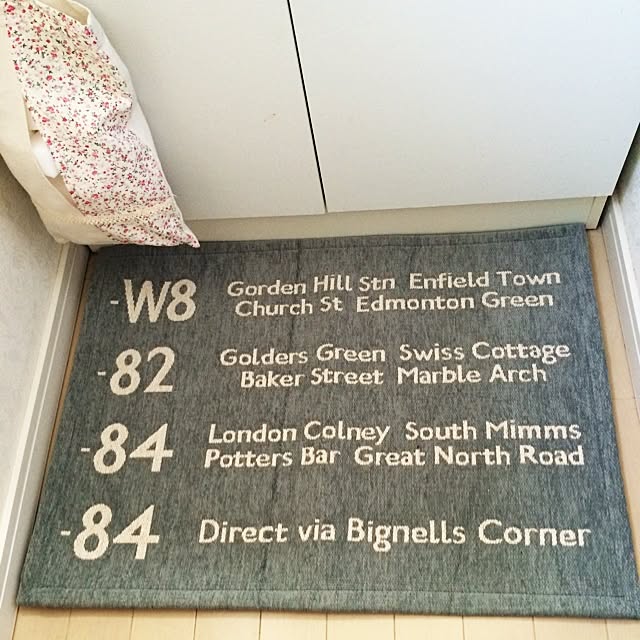 -W8 Gorden Hill Stn Enfield Town
Church St Edmonton Green
-82 Golders Green Swiss Cottage
Baker Street Marble Arch
-84 London Colney South Mimms
Potters Bar Great North Road
-84 Direct via Bignells Corner